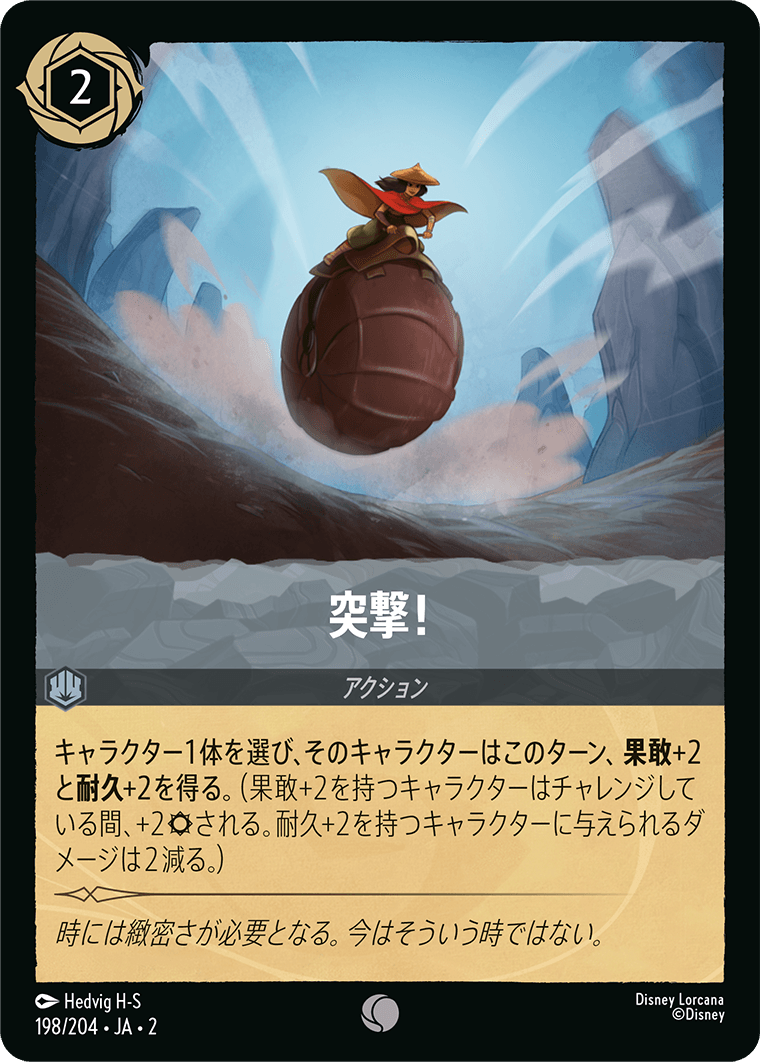 2
突撃！
アクション
キャラクター1体を選び、そのキャラクターはこのターン、果敢+2
と耐久+2を得る。（果敢+2を持つキャラクターはチャレンジして
いる間、+2される。耐久+2を持つキャラクターに与えられるダ
メージは2減る。）
時には緻密さが必要となる。今はそういう時ではない。
Hedvig H-S
198/204・JA・2
Disney Lorcana
©Disney